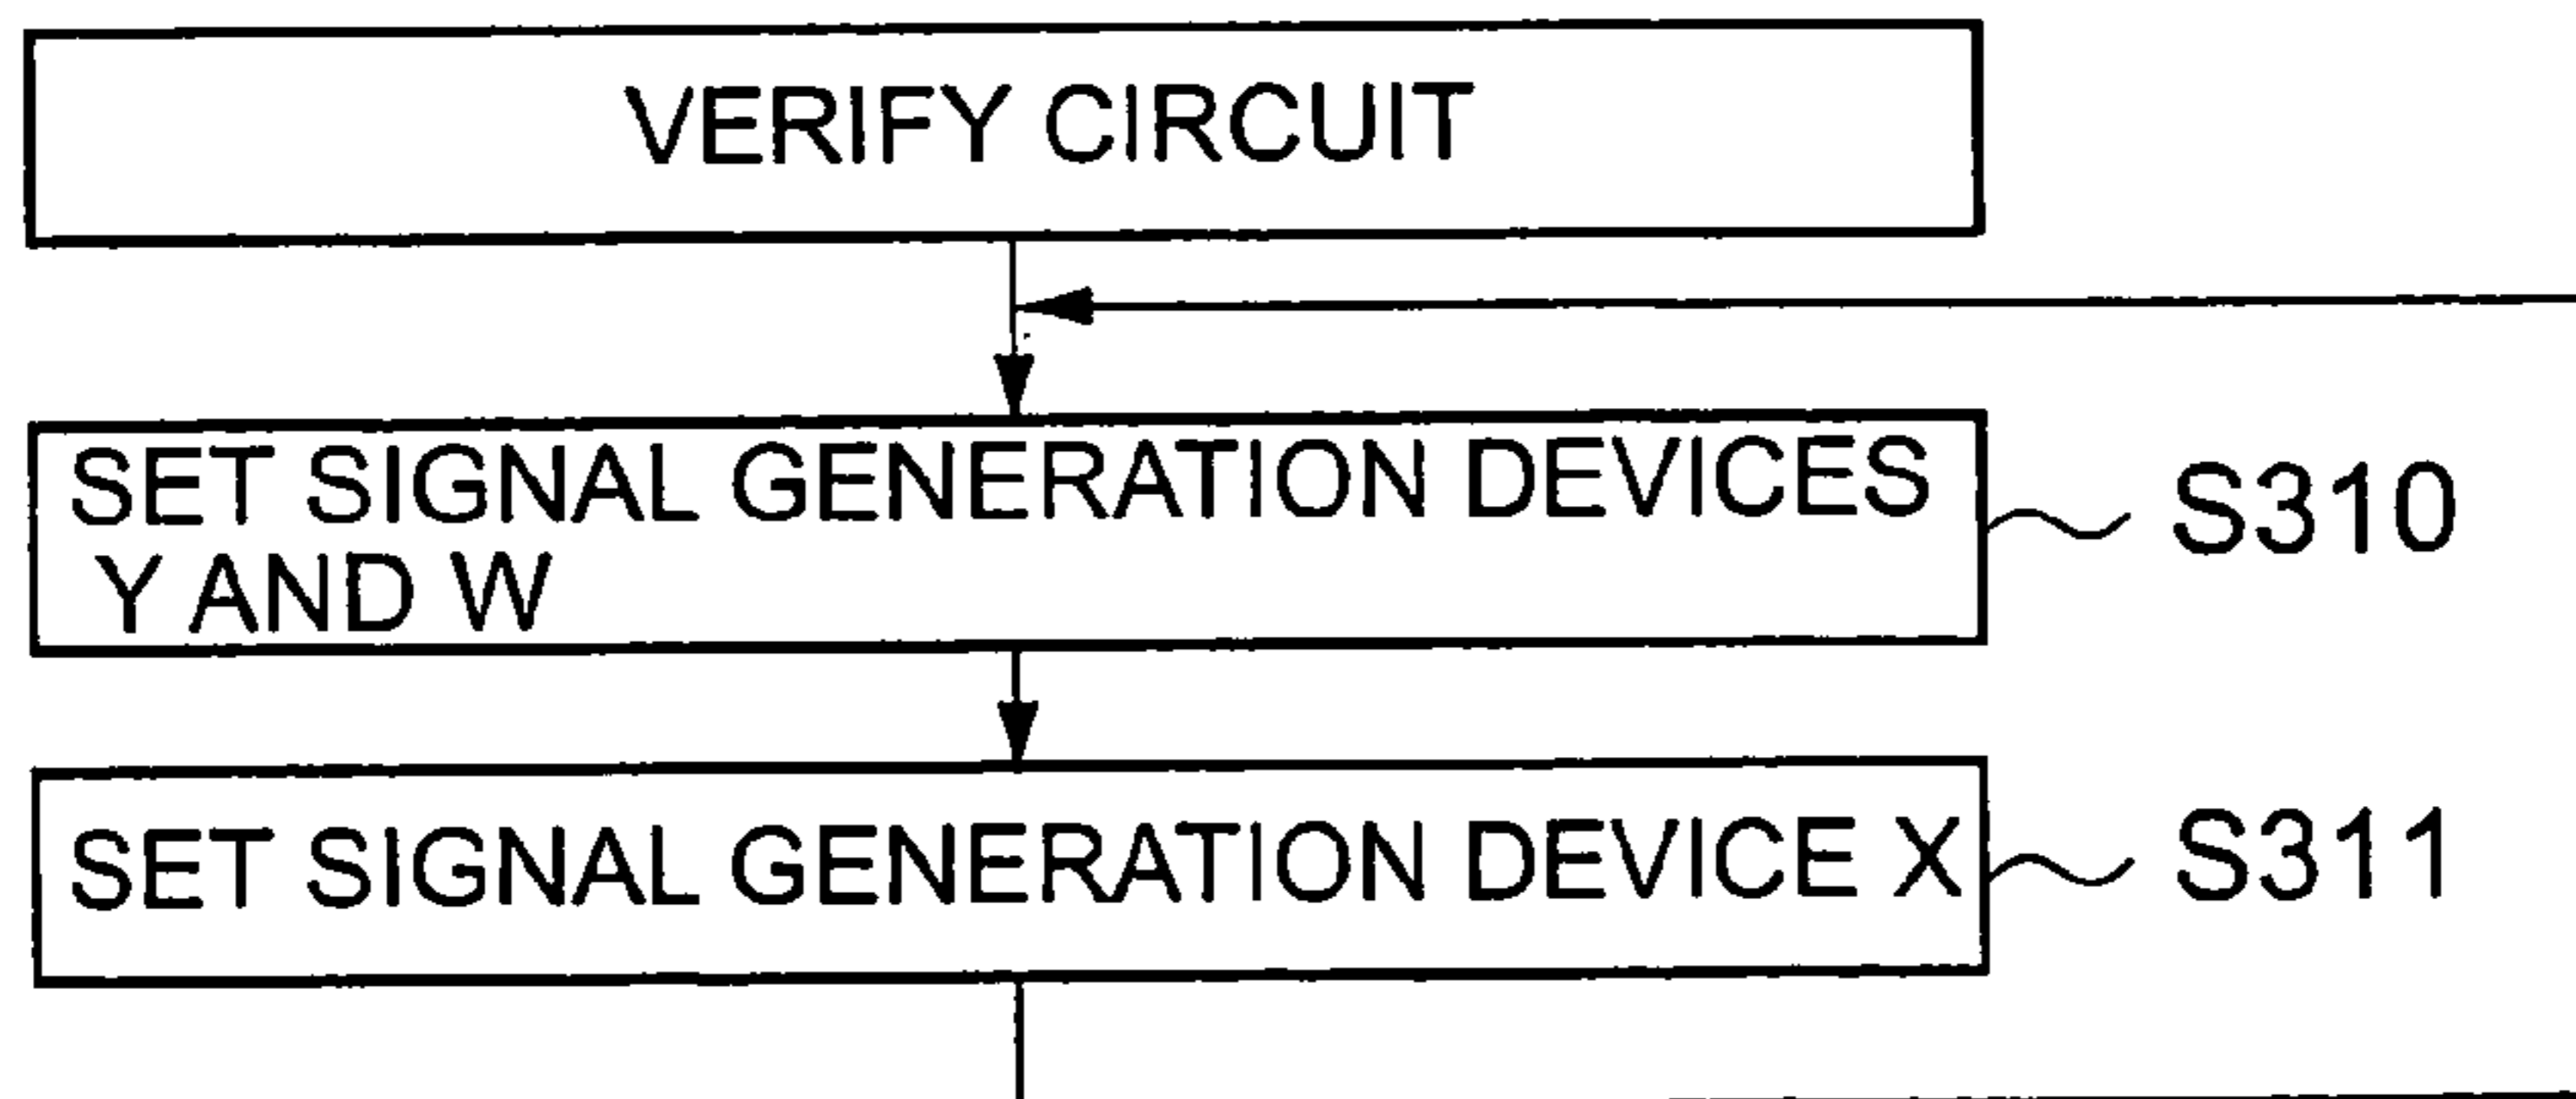 VERIFY CIRCUIT
SET SIGNAL GENERATION DEVICES
Y AND W
S310
SET SIGNAL GENERATION DEVICE X
S311